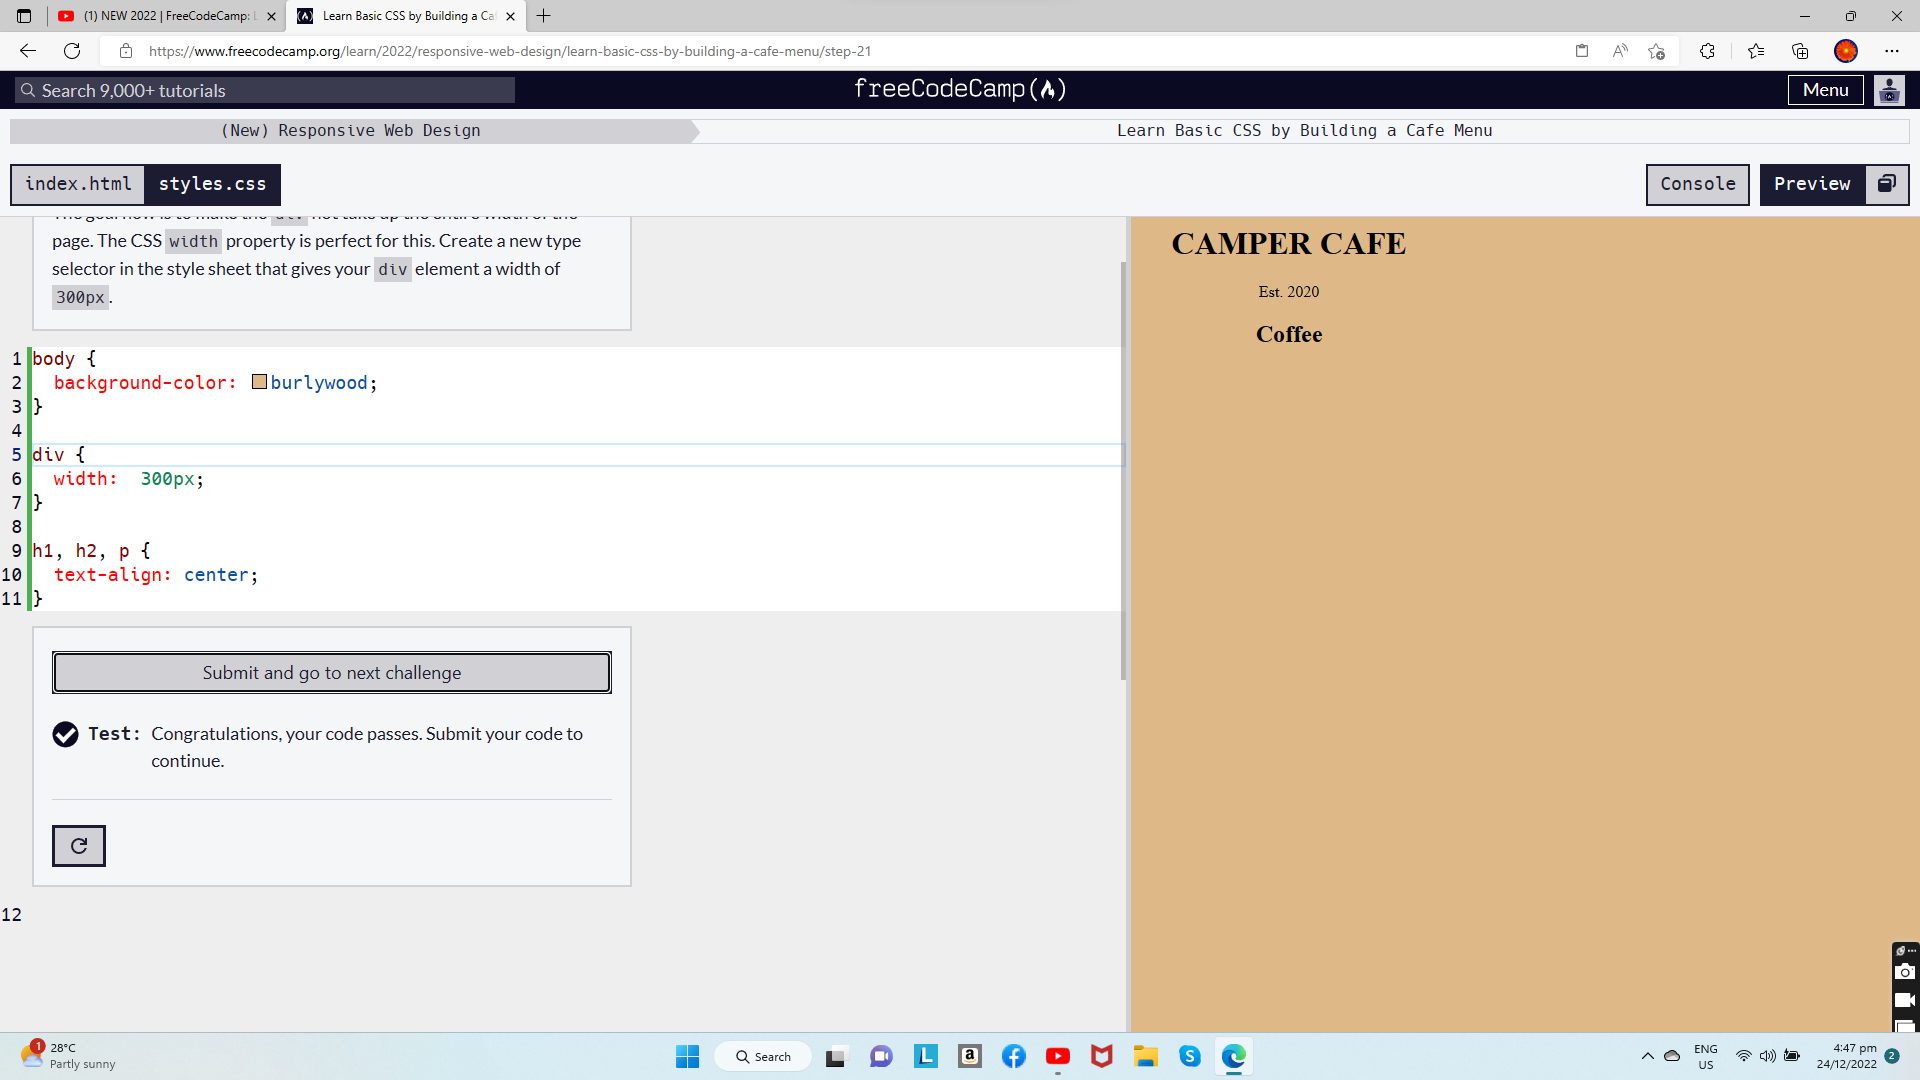 (1) NEW 2022 | FreeCodeCamp:
Learn Basic CSS by Building a Caf
https://www.freecodecamp.org/learn/2022/responsive-web-design/learn-basic-css-by-building-a-cafe-menu/step-21
Search 9,000+ tutorials
freeCodeCamp
Menu
(New) Responsive Web Design
Learn Basic CSS by Building a Cafe Menu
index.html
styles.css
Console
Preview
page. The CSS width property is perfect for this. Create a new type
selector in the style sheet that gives your div element a width of
300px.
1 body {
2 background-color: burlywood;
3 }
4
5 div {
6 width:  300px;
7 }
8
9 h1, h2, p {
10 text-align: center;
11 }
Submit and go to next challenge
Test: Congratulations, your code passes. Submit your code to
continue.
12
CAMPER CAFE
Est. 2020
Coffee
1
28°C
Partly sunny
Search
ENG
US
4:47 pm
24/12/2022
2